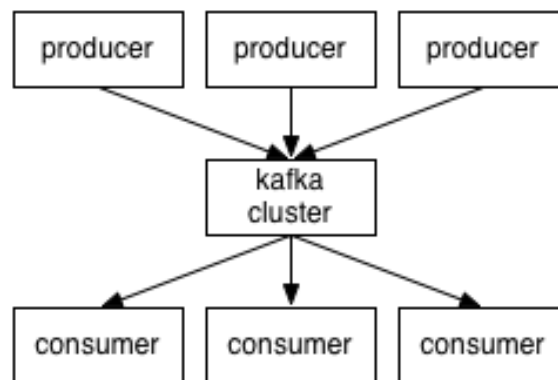 producer
producer
producer
kafka
cluster
consumer
consumer
consumer